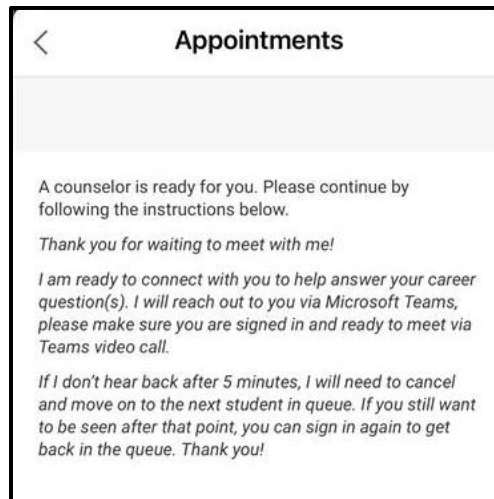 Appointments
A counselor is ready for you. Please continue by
following the instructions below.
Thank you for waiting to meet with me!
I am ready to connect with you to help answer your career
question(s). I will reach out to you via Microsoft Teams,
please make sure you are signed in and ready to meet via
Teams video call.
If I don't hear back after 5 minutes, I will need to cancel
and move on to the next student in queue. If you still want
to be seen after that point, you can sign in again to get
back in the queue. Thank you!